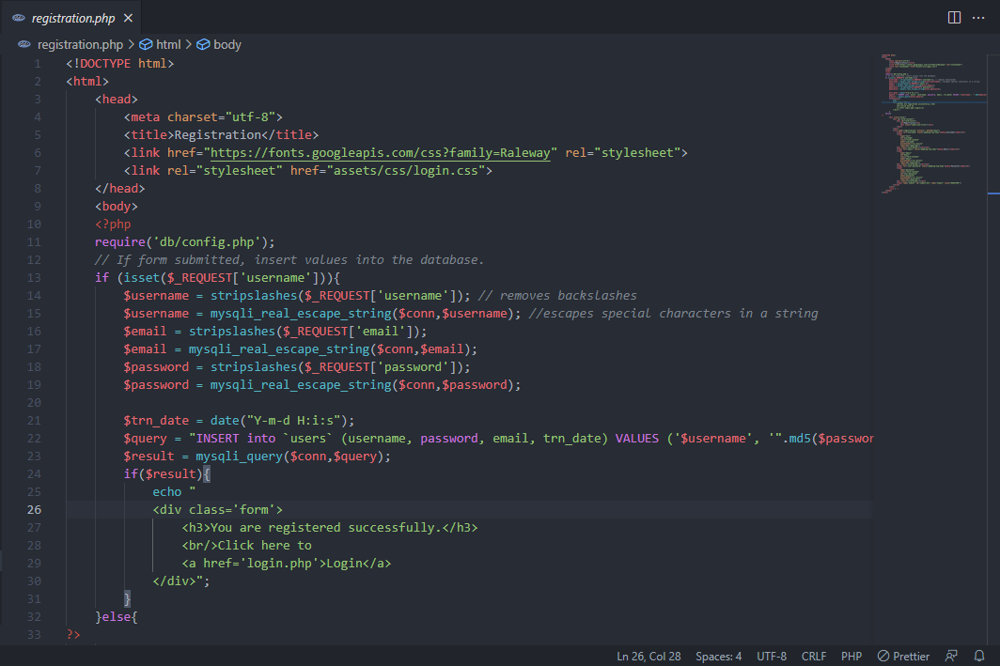 registration.php
registration.php > html > body
1 <!DOCTYPE html>
2 <html>
3 <head>
4 <meta charset="utf-8">
5 <title>Registration</title>
6 <link href="https://fonts.googleapis.com/css?family=Raleway" rel="stylesheet">
7 <link rel="stylesheet" href="assets/css/login.css">
8 </head>
9 <body>
10 <?php
11 require('db/config.php');
12 // If form submitted, insert values into the database.
13 if (isset($_REQUEST['username'])){
14 $username = stripslashes($_REQUEST['username']); // removes backslashes
15 $username = mysqli_real_escape_string($conn,$username); //escapes special characters in a string
16 $email = stripslashes($_REQUEST['email']);
17 $email = mysqli_real_escape_string($conn,$email);
18 $password = stripslashes($_REQUEST['password']);
19 $password = mysqli_real_escape_string($conn,$password);
20
21 $trn_date = date("Y-m-d H:i:s");
22 $query = "INSERT into `users` (username, password, email, trn_date) VALUES ('$username', '".md5($passwor
23 $result = mysqli_query($conn,$query);
24 if($result){
25 echo "
26 <div class='form'>
27 <h3>You are registered successfully.</h3>
28 <br/>Click here to
29 <a href='login.php'>Login</a>
30 </div>";
31 }
32 }else{
33 ?>
Ln 26, Col 28 Spaces: 4 UTF-8 CRLF PHP Prettier